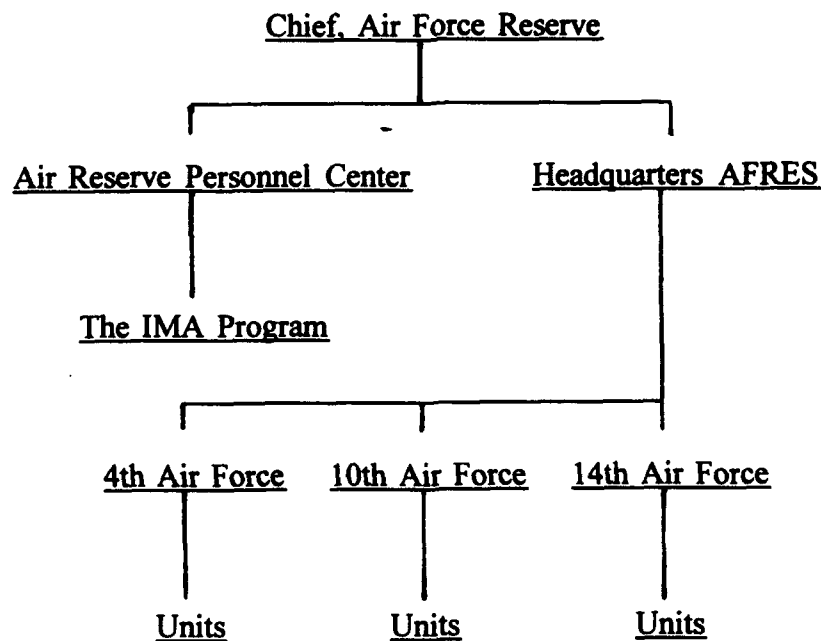 Chief, Air Force Reserve
Air Reserve Personnel Center Headquarters AFRES
The IMA Program
4th Air Force 10th Air Force 14th Air Force
Units Units Units